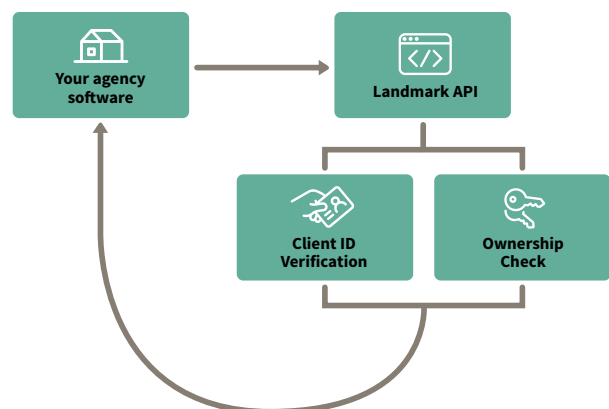 Your agency
software
Landmark API
Client ID
Verification
Ownership
Check